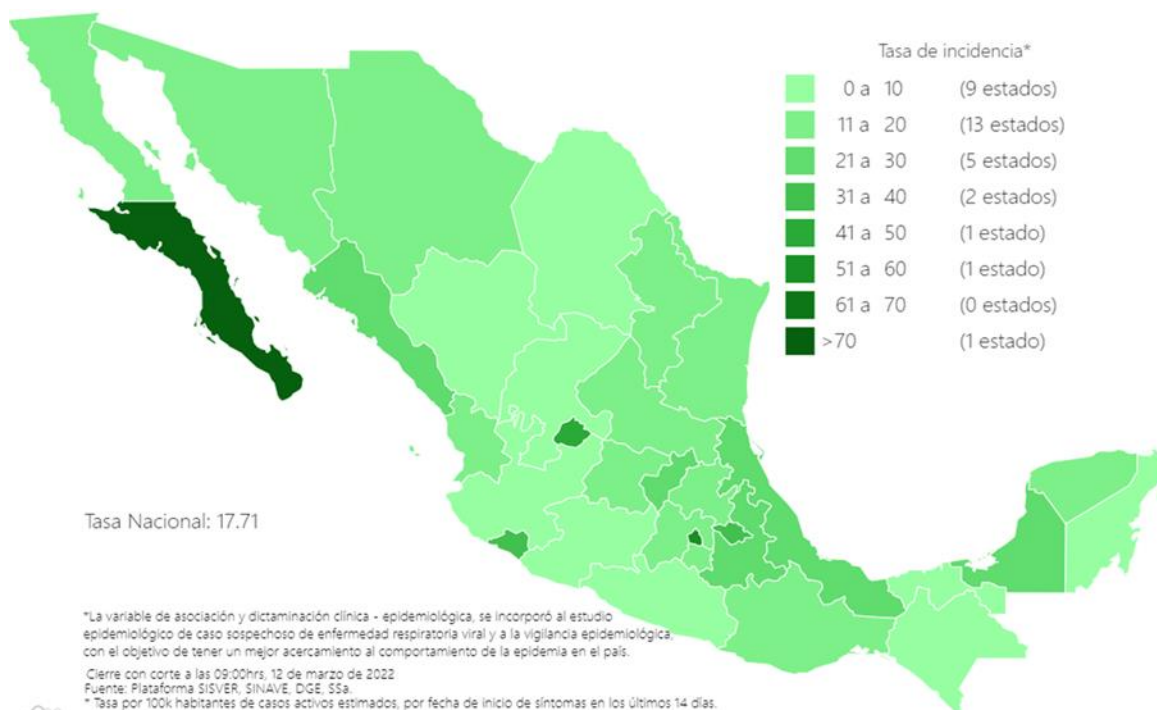 Tasa de incidencia*
0 a 10 (9 estados)
11 a 20 (13 estados)
21 a 30 (5 estados)
31 a 40 (2 estados)
41 a 50 (1 estado)
51 a 60 (1 estado)
61 a 70 (0 estados)
>70 (1 estado)
Tasa Nacional: 17.71
*La variable de asociación y dictaminación clínica - epidemiológica, se incorporó al estudio
epidemiológico de caso sospechoso de enfermedad respiratoria viral y a la vigilancia epidemiológica,
con el objetivo de tener un mejor acercamiento al comportamiento de la epidemia en el país.
Cierre con corte a las 09:00hrs, 12 de marzo de 2022
Fuente: Plataforma SISVER, SINAVE, DGE, SSa.
* Tasa por 100k habitantes de casos activos estimados, por fecha de inicio de síntomas en los últimos 14 días.